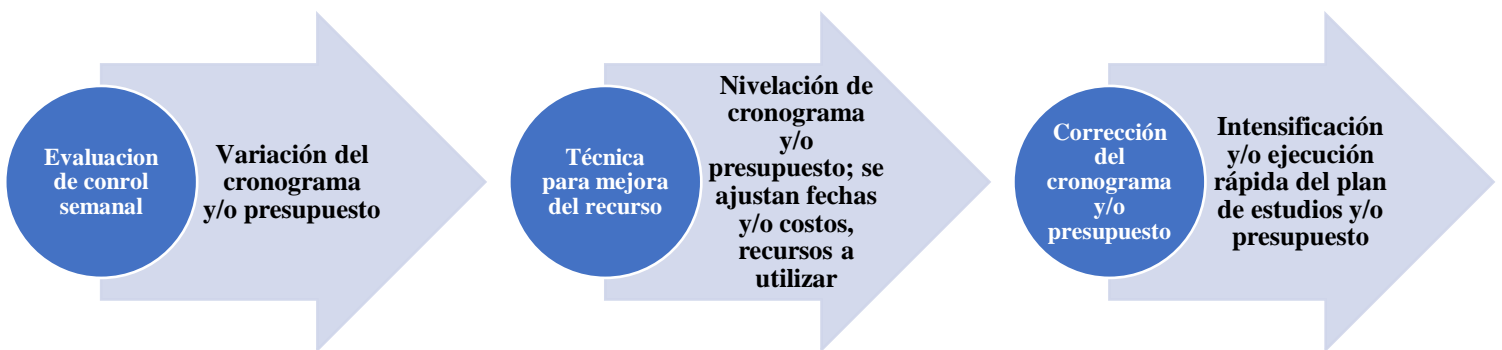 Evaluacion
de conrol
semanal
Variación del
cronograma
y/o presupuesto
Técnica
para mejora
del recurso
Nivelación de
cronograma
y/o
presupuesto; se
ajustan fechas
y/o costos,
recursos a
utilizar
Corrección
del
cronograma
y/o
presupuesto
Intensificación
y/o ejecución
rápida del plan
de estudios y/o
presupuesto